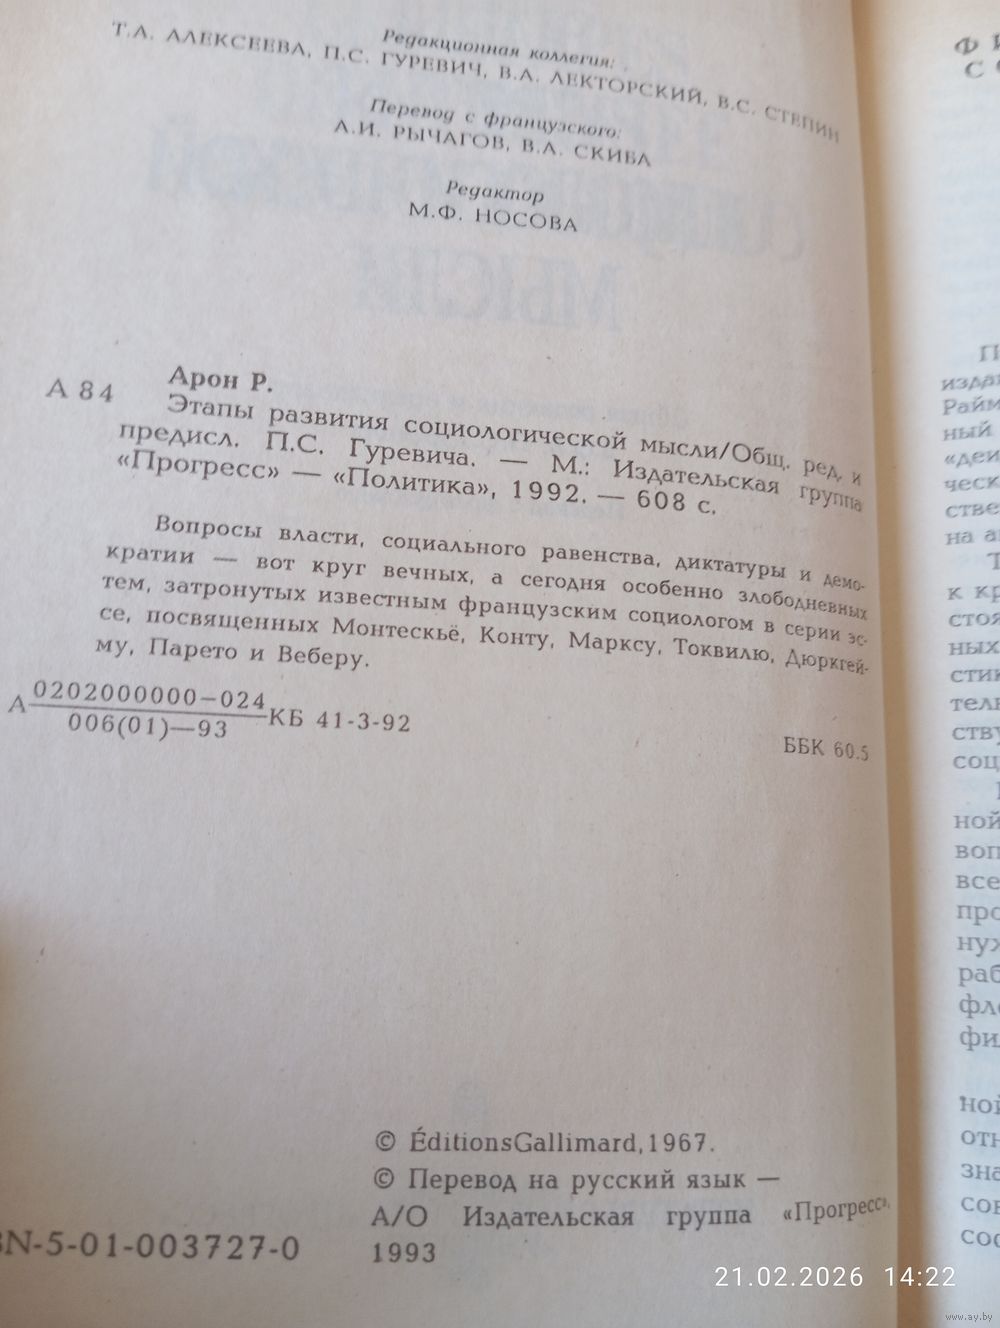 Редакционная коллегия:
Т.А. АЛЕКСЕЕВА, П.С. ГУРЕВИЧ, В.А. ЛЕКТОРСКИЙ, В.С. СТЕПИН
Перевод с французского:
А.И. РЫЧАГОВ, В.А. СКИБА
Редактор
М.Ф. НОСОВА
Арон Р.
А 84
Этапы развития социологической мысли/Общ. ред. и
предисл. П.С. Гуревича. — М.: Издательская группа
«Прогресс» — «Политика», 1992. — 608 с.
Вопросы власти, социального равенства, диктатуры и демо-
кратии — вот круг вечных, а сегодня особенно злободневных
тем, затронутых известным французским социологом в серии эс-
се, посвященных Монтескьё, Конту, Марксу, Токвилю, Дюркгей-
му, Парето и Веберу.
А 0202000000—024
006(01)—93 КБ 41-3-92
ББК 60.5
© ÉditionsGallimard, 1967.
© Перевод на русский язык —
А/О Издательская группа «Прогресс»,
1993
BN-5-01-003727-0
21.02.2026 14:22
www.ay.by